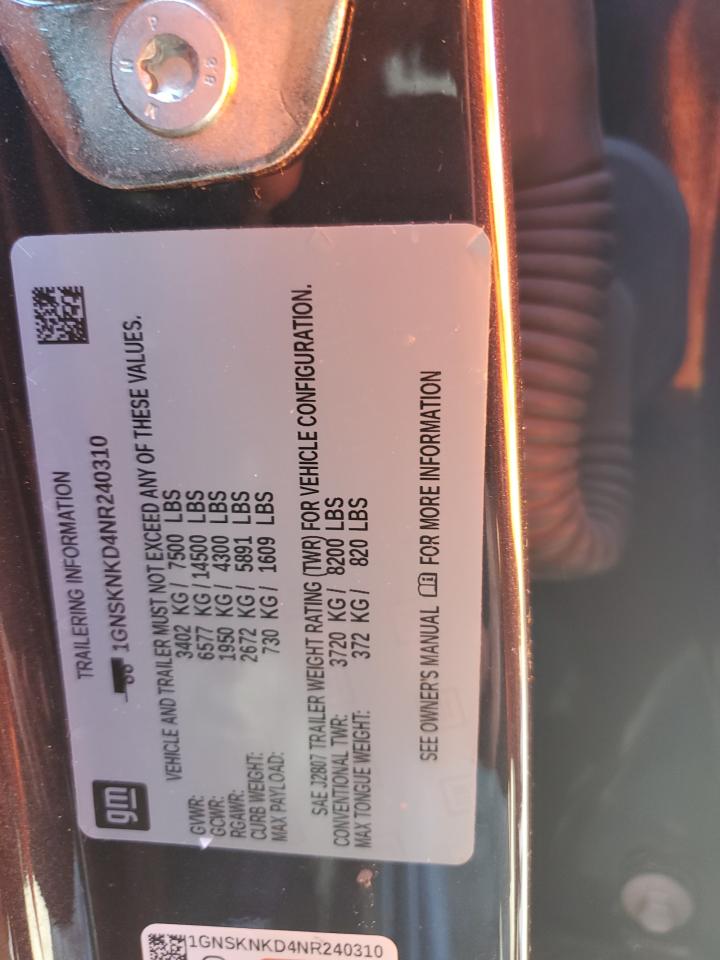 N P R 8.8
TRAILERING INFORMATION
1GNSKNKD4NR240310
gm
VEHICLE AND TRAILER MUST NOT EXCEED ANY OF THESE VALUES.
GVWR: 3402 KG / 7500 LBS
GCWR: 6577 KG / 14500 LBS
RGAWR: 1950 KG / 4300 LBS
CURB WEIGHT: 2672 KG / 5891 LBS
MAX PAYLOAD: 730 KG / 1609 LBS
SAE J2807 TRAILER WEIGHT RATING (TWR) FOR VEHICLE CONFIGURATION.
CONVENTIONAL TWR: 3720 KG / 8200 LBS
MAX TONGUE WEIGHT: 372 KG / 820 LBS
SEE OWNER'S MANUAL FOR MORE INFORMATION
1GNSKNKD4NR240310